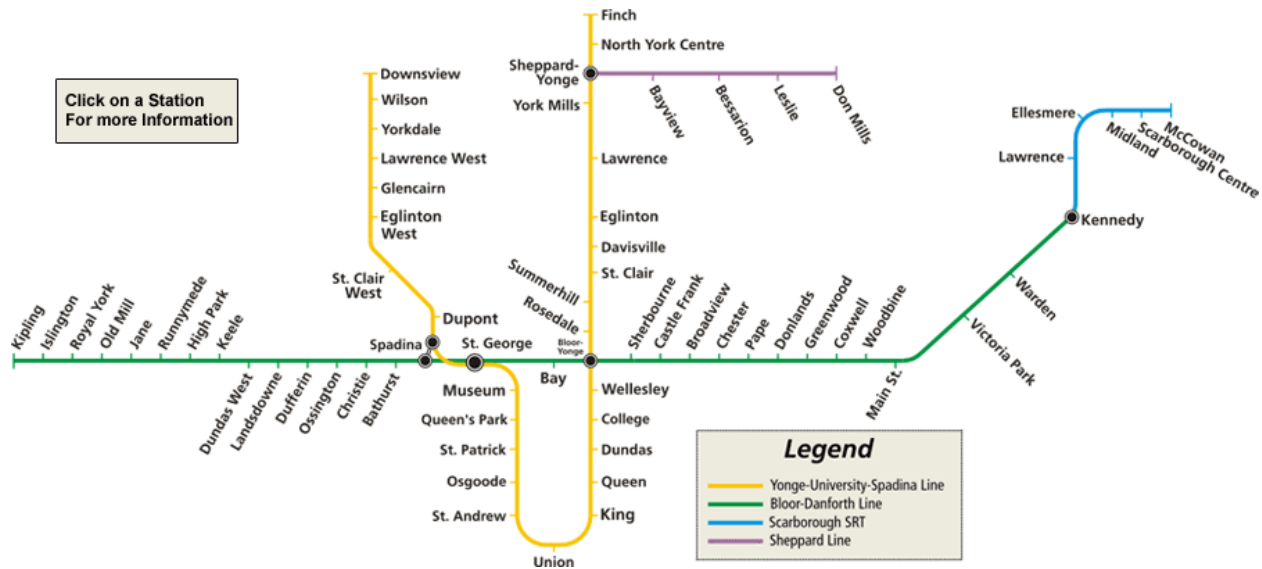 Click on a Station
For more Information
Finch
North York Centre
Sheppard-
Yonge
York Mills
Bayview
Bessarion
Leslie
Don Mills
Lawrence
Eglinton
Davisville
St. Clair
Summerhill
Rosedale
Bloor-
Yonge
Downsview
Wilson
Yorkdale
Lawrence West
Glencairn
Eglinton
West
St. Clair
West
Dupont
Spadina
St. George
Kipling
Islington
Royal York
Old Mill
Jane
Runnymede
High Park
Keele
Dundas West
Landsdowne
Dufferin
Ossington
Christie
Bathurst
Bay
Sherbourne
Castle Frank
Broadview
Chester
Pape
Donlands
Greenwood
Coxwell
Woodbine
Main St.
Victoria Park
Warden
Kennedy
Lawrence
Ellesmere
Midland
Scarborough Centre
McCowan
Museum
Queen's Park
St. Patrick
Osgoode
St. Andrew
Union
Wellesley
College
Dundas
Queen
King
Legend
Yonge-University-Spadina Line
Bloor-Danforth Line
Scarborough SRT
Sheppard Line